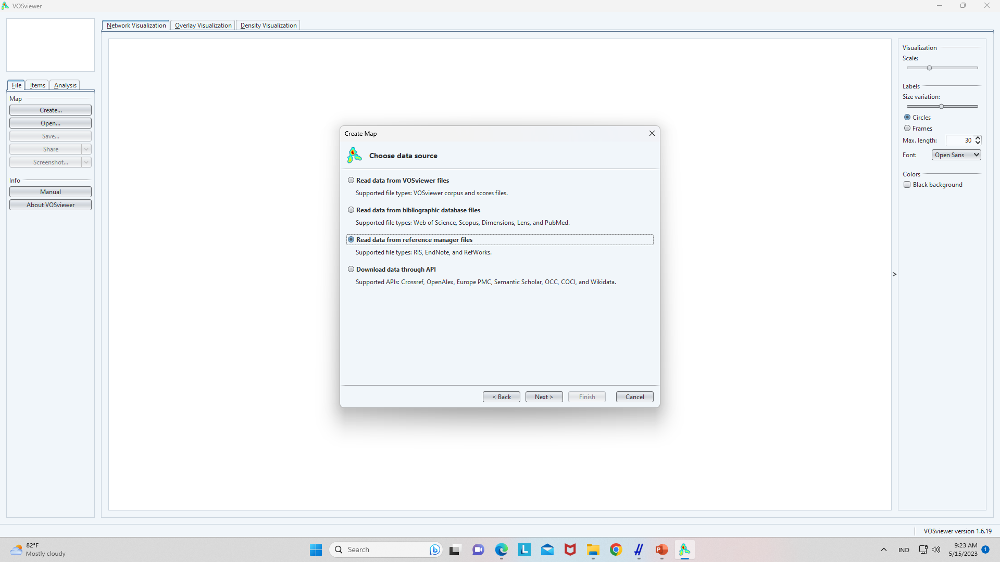 VOSviewer
Network Visualization
Overlay Visualization
Density Visualization
File
Items
Analysis
Map
Create...
Open...
Save...
Share
Screenshot...
Info
Manual
About VOSviewer
Create Map
Choose data source
Read data from VOSviewer files
Supported file types: VOSviewer corpus and scores files.
Read data from bibliographic database files
Supported file types: Web of Science, Scopus, Dimensions, Lens, and PubMed.
Read data from reference manager files
Supported file types: RIS, EndNote, and RefWorks.
Download data through API
Supported APIs: Crossref, OpenAlex, Europe PMC, Semantic Scholar, OCC, COCI, and Wikidata.
< Back
Next >
Finish
Cancel
>
Visualization
Scale:
Labels
Size variation:
Circles
Frames
Max. length:
30
Font:
Open Sans
Colors
Black background
VOSviewer version 1.6.19
82°F
Mostly cloudy
Search
IND
9:23 AM
5/15/2023
1